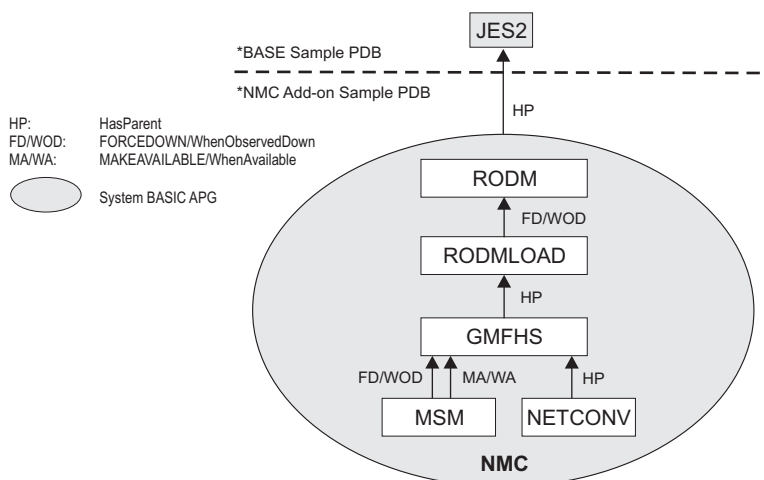 JES2
*BASE Sample PDB
*NMC Add-on Sample PDB
HP
HP: HasParent
FD/WOD: FORCEDOWN/WhenObservedDown
MA/WA: MAKEAVAILABLE/WhenAvailable
System BASIC APG
RODM
FD/WOD
RODMLOAD
HP
GMFHS
FD/WOD MA/WA HP
MSM NETCONV
NMC